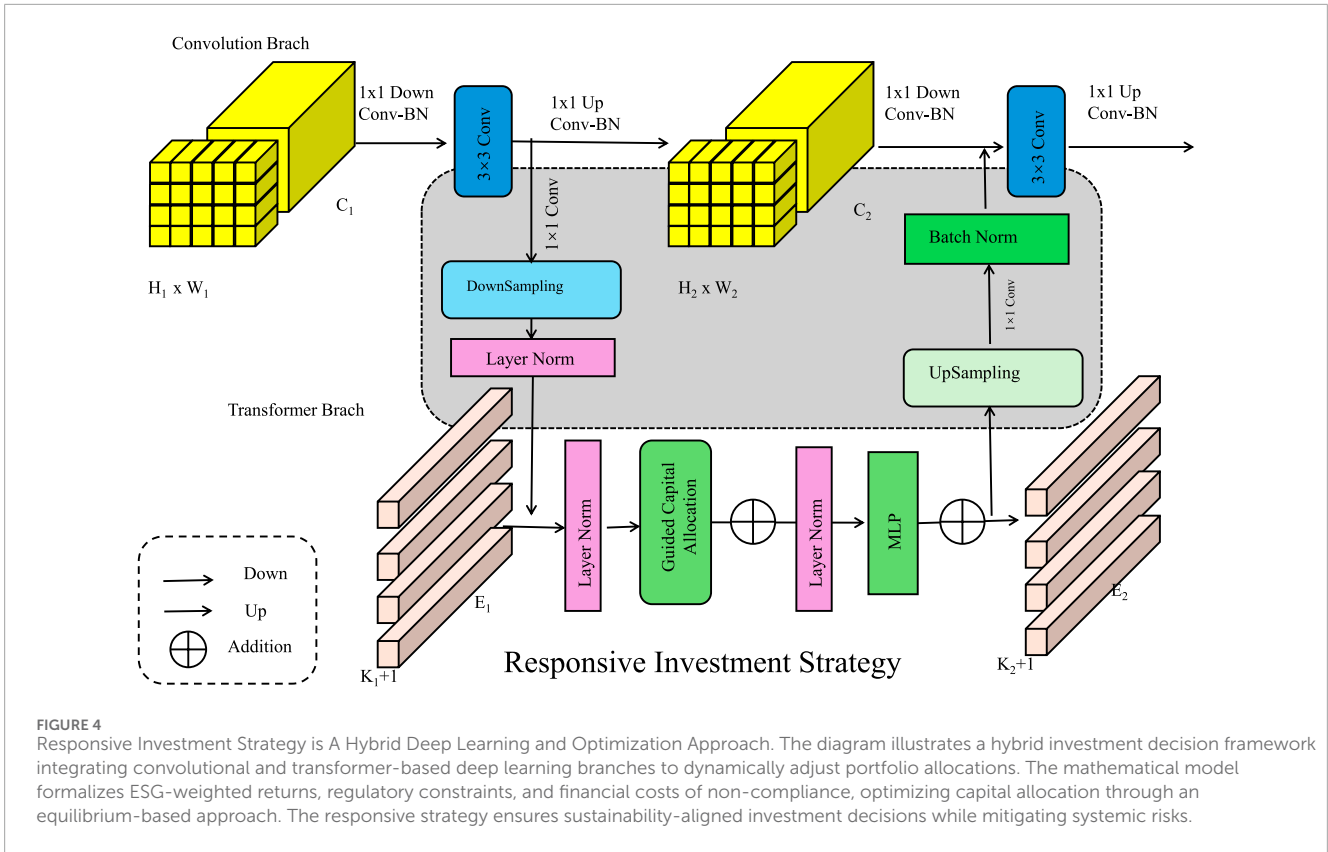 Convolution Brach
1x1 Down
Conv-BN
3×3 Conv
1x1 Up
Conv-BN
1x1 Down
Conv-BN
3×3 Conv
1x1 Up
Conv-BN
C₁
H₁ x W₁
1×1 Conv
C₂
H₂ x W₂
DownSampling
Layer Norm
Batch Norm
1×1 Conv
UpSampling
Transformer Brach
E₁
K₁+1
Layer Norm
Guided Capital
Allocation
Layer Norm
MLP
E₂
K₂+1
Down
Up
Addition
Responsive Investment Strategy
FIGURE 4
Responsive Investment Strategy is A Hybrid Deep Learning and Optimization Approach. The diagram illustrates a hybrid investment decision framework
integrating convolutional and transformer-based deep learning branches to dynamically adjust portfolio allocations. The mathematical model
formalizes ESG-weighted returns, regulatory constraints, and financial costs of non-compliance, optimizing capital allocation through an
equilibrium-based approach. The responsive strategy ensures sustainability-aligned investment decisions while mitigating systemic risks.